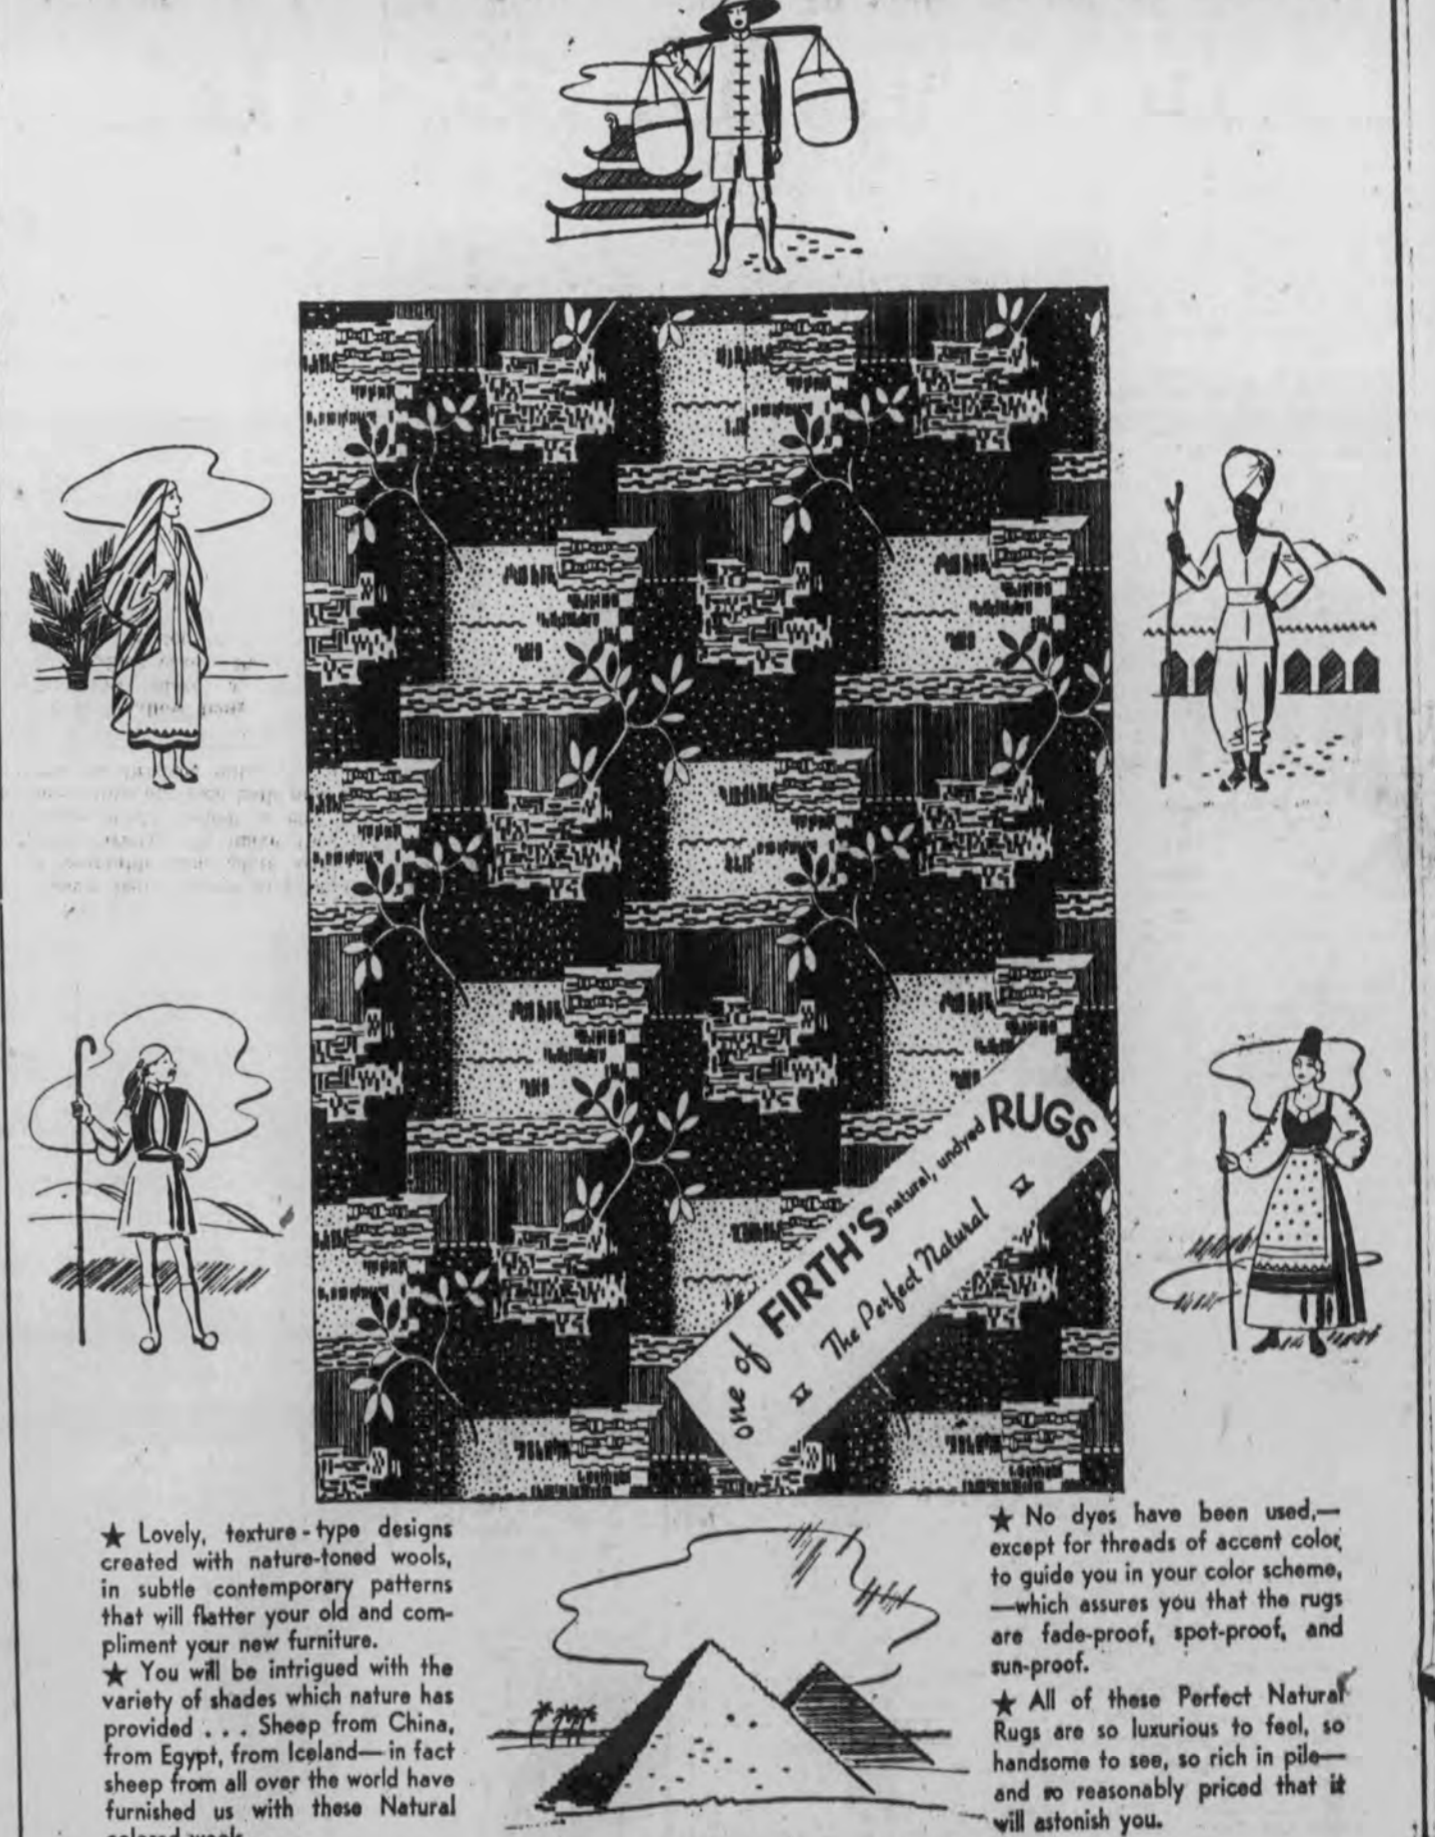 one of FIRTH'S natural, undyed RUGS
The Perfect Natural
★ Lovely, texture-type designs
created with nature-toned wools,
in subtle contemporary patterns
that will flatter your old and com-
pliment your new furniture.
★ You will be intrigued with the
variety of shades which nature has
provided . . . Sheep from China,
from Egypt, from Iceland—in fact
sheep from all over the world have
furnished us with these Natural
colored wools.
★ No dyes have been used,—
except for threads of accent color,
to guide you in your color scheme,
—which assures you that the rugs
are fade-proof, spot-proof, and
sun-proof.
★ All of these Perfect Natural
Rugs are so luxurious to feel, so
handsome to see, so rich in pile—
and so reasonably priced that it
will astonish you.